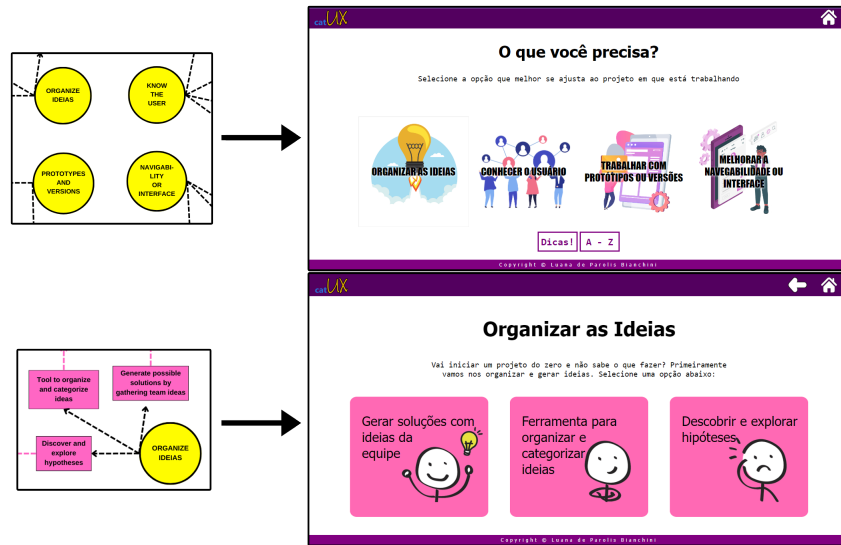 ORGANIZE
IDEIAS
KNOW
THE
USER
PROTOTYPES
AND
VERSIONS
NAVIGABI-
LITY
OR
INTERFACE
catUX
O que você precisa?
Selecione a opção que melhor se ajusta ao projeto em que está trabalhando
ORGANIZAR AS IDEIAS
CONHECER O USUÁRIO
TRABALHAR COM
PROTÓTIPOS OU VERSÕES
MELHORAR A
NAVEGABILIDADE OU
INTERFACE
Dicas!
A - Z
Copyright © Luana de Parolis Bianchini
Tool to organize
and categorize
ideas
Generate possible
solutions by
gathering team ideas
Discover and
explore
hypotheses
ORGANIZE
IDEIAS
catUX
Organizar as Ideias
Vai iniciar um projeto do zero e não sabe o que fazer? Primeiramente
vamos nos organizar e gerar ideias. Selecione uma opção abaixo:
Gerar soluções com
ideias da
equipe
Ferramenta para
organizar e
categorizar
ideias
Descobrir e explorar
hipóteses
Copyright © Luana de Parolis Bianchini